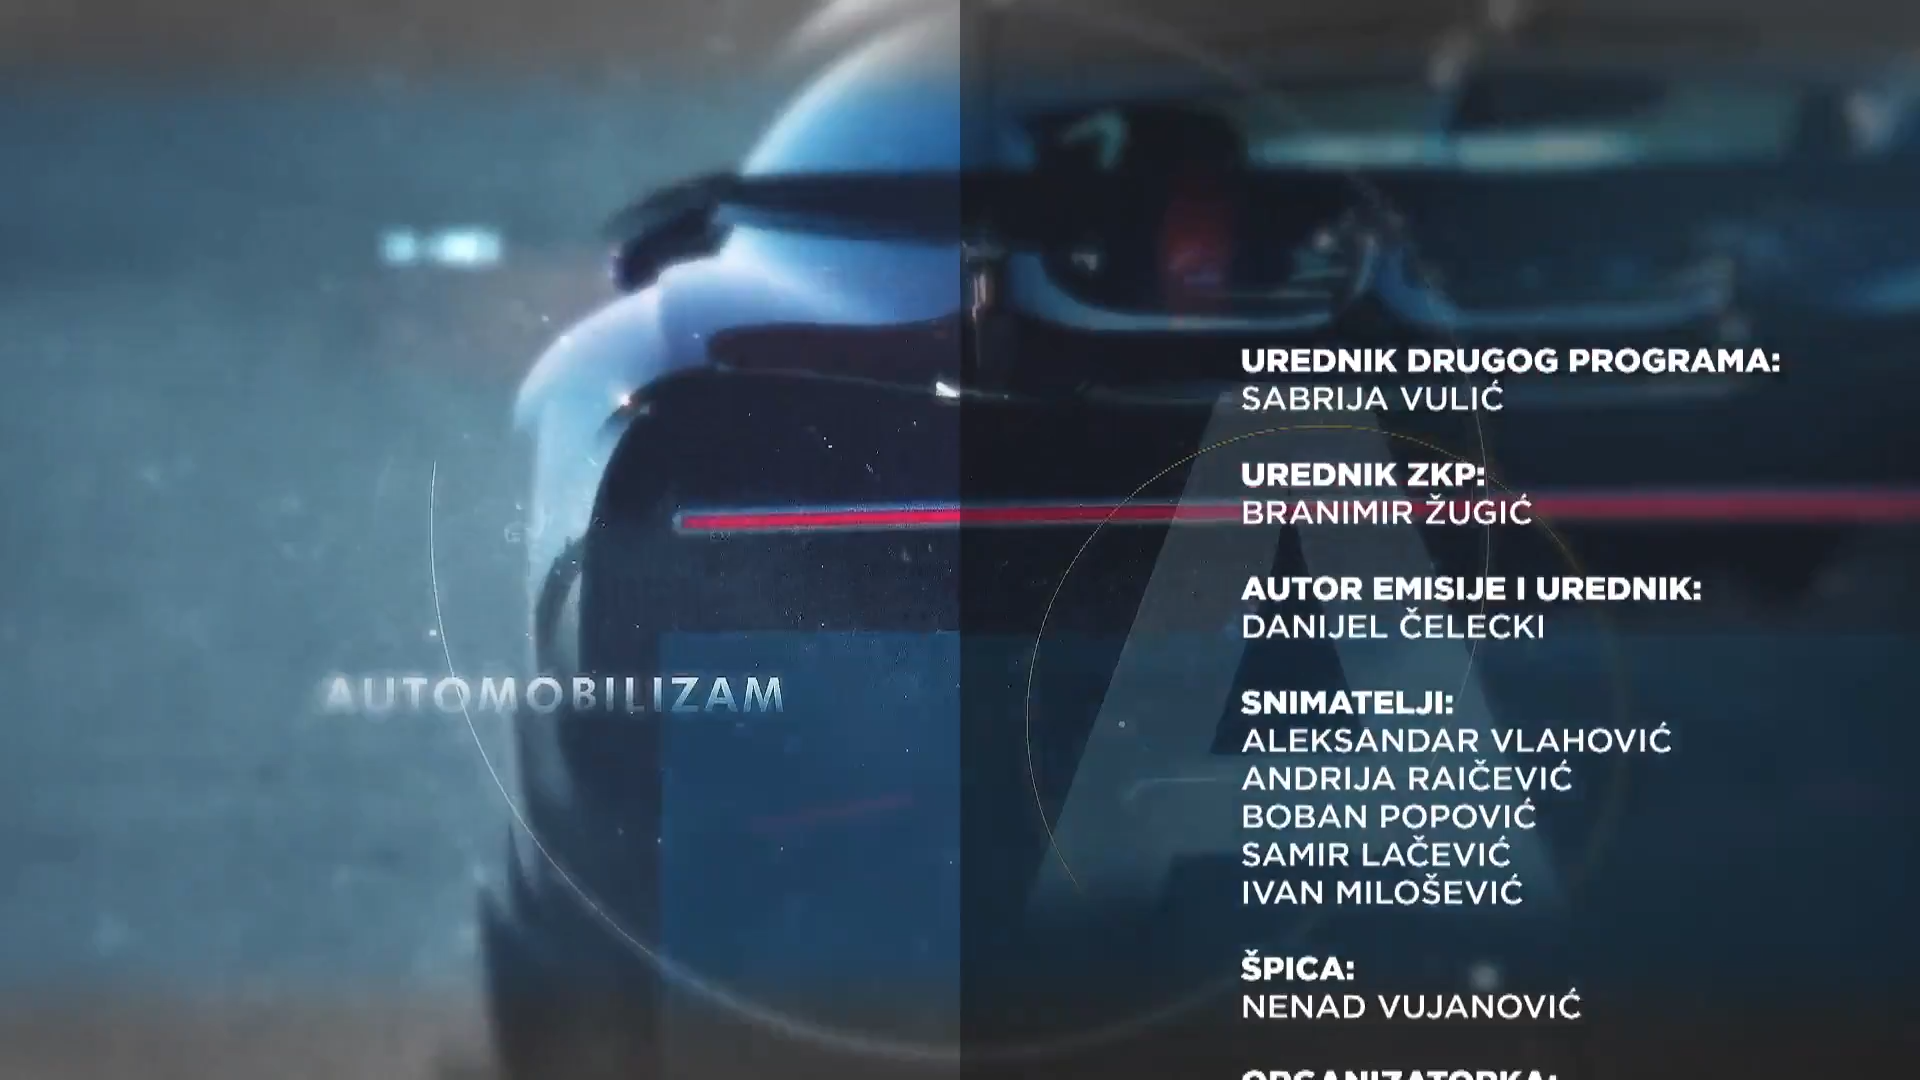 AUTOMOBILIZAM
A
UREDNIK DRUGOG PROGRAMA:
SABRIJA VULIĆ
UREDNIK ZKP:
BRANIMIR ŽUGIĆ
AUTOR EMISIJE I UREDNIK:
DANIJEL ČELECKI
SNIMATELJI:
ALEKSANDAR VLAHOVIĆ
ANDRIJA RAIČEVIĆ
BOBAN POPOVIĆ
SAMIR LAČEVIĆ
IVAN MILOŠEVIĆ
ŠPICA:
NENAD VUJANOVIĆ
ORGANIZATORKA: